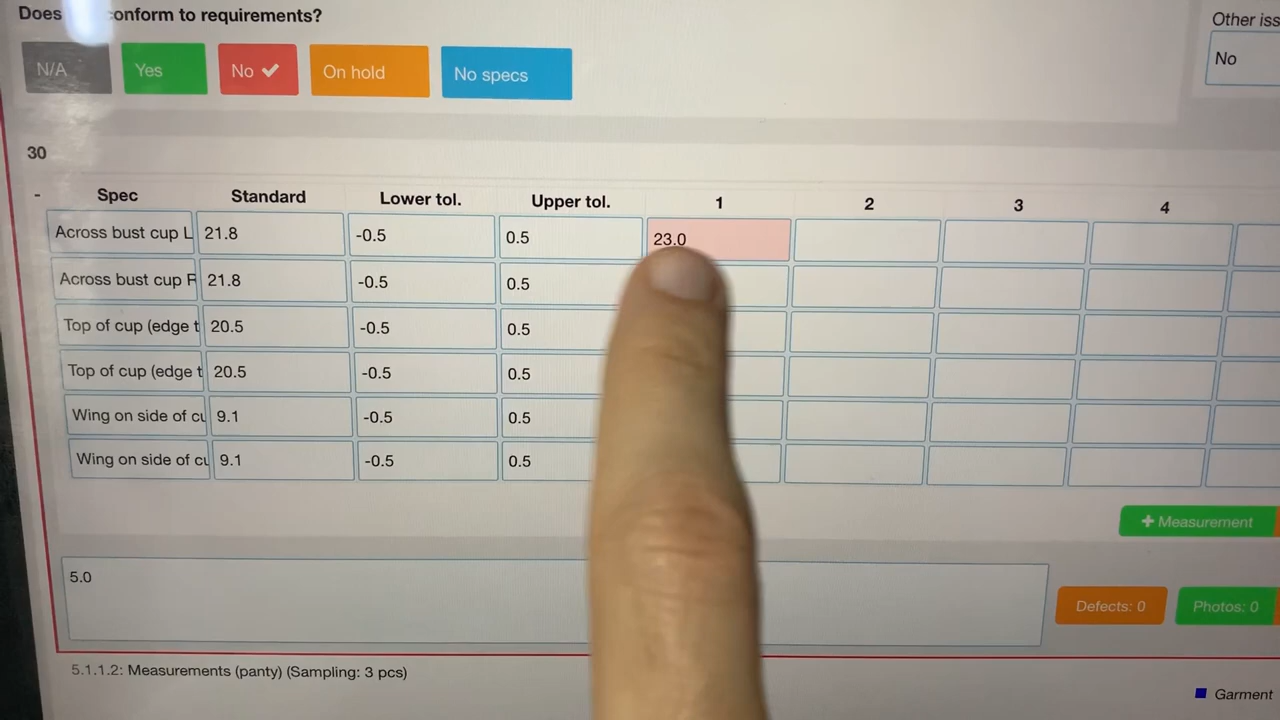 Does conform to requirements?
Other iss
N/A Yes No ✔ On hold No specs
No
30
- Spec Standard Lower tol. Upper tol. 1 2 3 4
Across bust cup L 21.8 -0.5 0.5 23.0
Across bust cup R 21.8 -0.5 0.5
Top of cup (edge t 20.5 -0.5 0.5
Top of cup (edge t 20.5 -0.5 0.5
Wing on side of cu 9.1 -0.5 0.5
Wing on side of cu 9.1 -0.5 0.5
+ Measurement
5.0
Defects: 0 Photos: 0
5.1.1.2: Measurements (panty) (Sampling: 3 pcs)
Garment